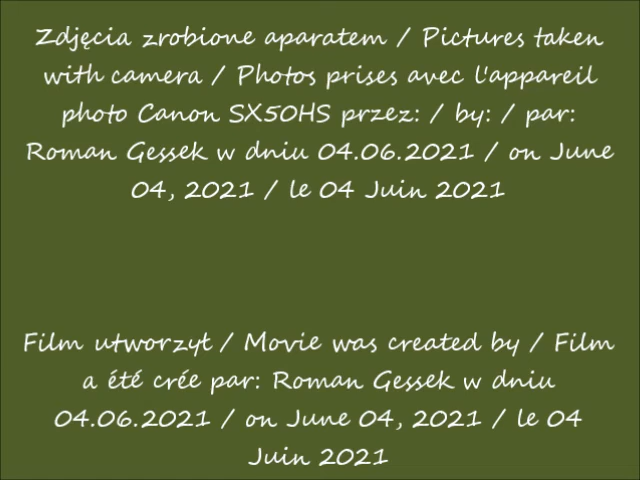 Zdjęcia zrobione aparatem / Pictures taken
with camera / Photos prises avec l'appareil
photo Canon SX50HS przez: / by: / par:
Roman Gessek w dniu 04.06.2021 / on June
04, 2021 / le 04 Juin 2021
Film utworzył / Movie was created by / Film
a été crée par: Roman Gessek w dniu
04.06.2021 / on June 04, 2021 / le 04
Juin 2021